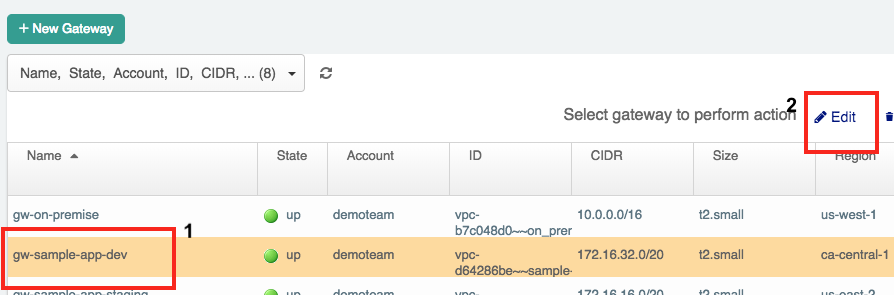 + New Gateway
Name, State, Account, ID, CIDR, ... (8)
Select gateway to perform action 2 Edit
Name State Account ID CIDR Size Region
gw-on-premise up demoteam vpc- 10.0.0.0/16 t2.small us-west-1
b7c048d0~~on_prer
1
gw-sample-app-dev up demoteam vpc- 172.16.32.0/20 t2.small ca-central-1
d64286be~~sample-
gw-sample-app-staging up demoteam vpc- 172.16.16.0/20 t2.small us-east-2